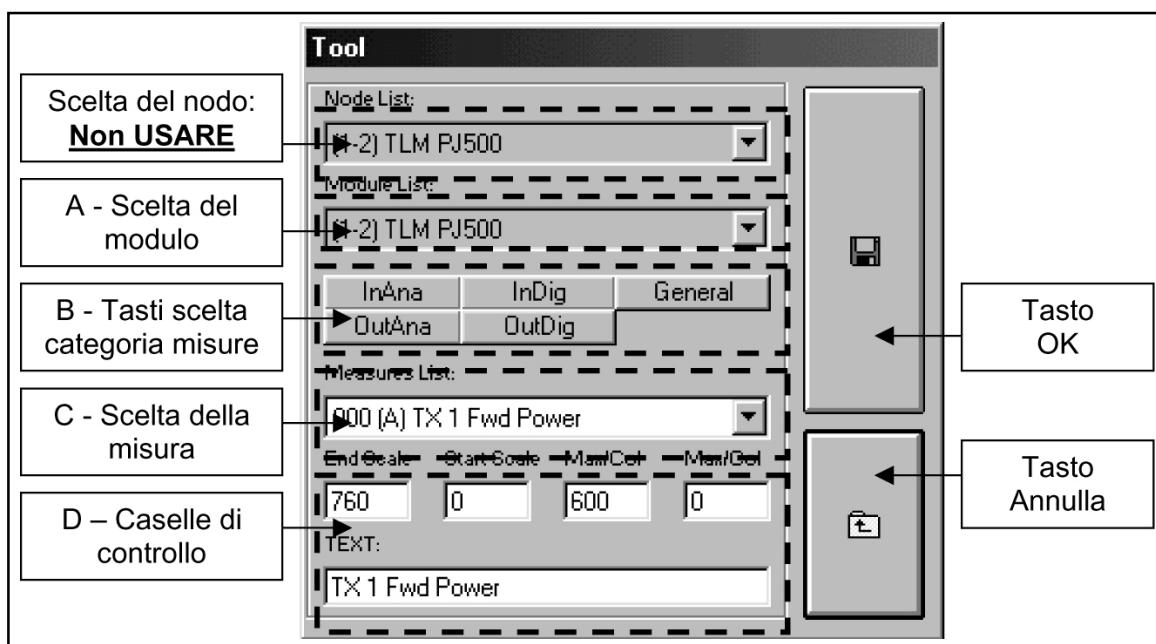 Tool
Scelta del nodo:
Non USARE
A - Scelta del
modulo
B - Tasti scelta
categoria misure
C - Scelta della
misura
D – Caselle di
controllo
Node List:
(1-2) TLM PJ500
Module List:
(1-2) TLM PJ500
InAna InDig General
OutAna OutDig
Measures List:
000 (A) TX 1 Fwd Power
End Scale Start Scale Max/Col Max/Col
760 0 600 0
TEXT:
TX 1 Fwd Power
Tasto
OK
Tasto
Annulla